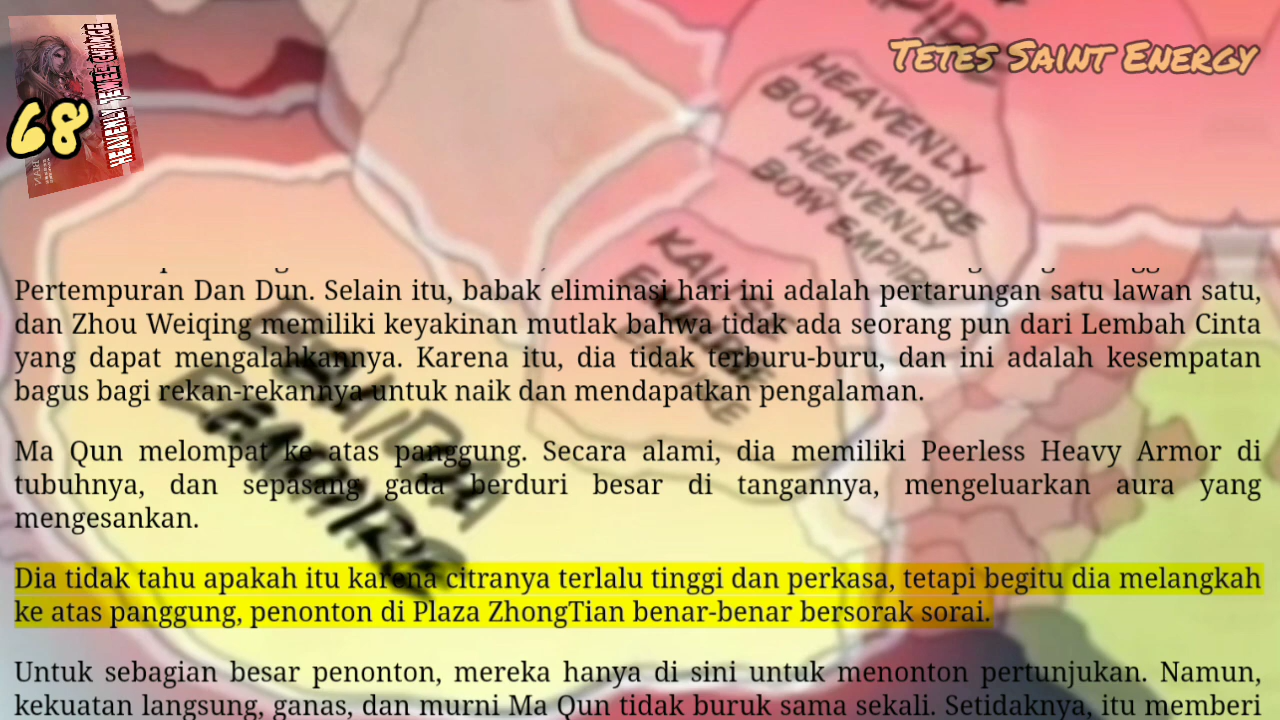 HEAVENLY JEWEL CHANGE
68
TETES SAINT ENERGY
EMPIRE
HEAVENLY
BOW EMPIRE
HEAVENLY
BOW EMPIRE
KALISE
EMPIRE
BAIDA
EMPIRE
Pertempuran Dan Dun. Selain itu, babak eliminasi hari ini adalah pertarungan satu lawan satu,
dan Zhou Weiqing memiliki keyakinan mutlak bahwa tidak ada seorang pun dari Lembah Cinta
yang dapat mengalahkannya. Karena itu, dia tidak terburu-buru, dan ini adalah kesempatan
bagus bagi rekan-rekannya untuk naik dan mendapatkan pengalaman.
Ma Qun melompat ke atas panggung. Secara alami, dia memiliki Peerless Heavy Armor di
tubuhnya, dan sepasang gada berduri besar di tangannya, mengeluarkan aura yang
mengesankan.
Dia tidak tahu apakah itu karena citranya terlalu tinggi dan perkasa, tetapi begitu dia melangkah
ke atas panggung, penonton di Plaza ZhongTian benar-benar bersorak sorai.
Untuk sebagian besar penonton, mereka hanya di sini untuk menonton pertunjukan. Namun,
kekuatan langsung, ganas, dan murni Ma Qun tidak buruk sama sekali. Setidaknya, itu memberi